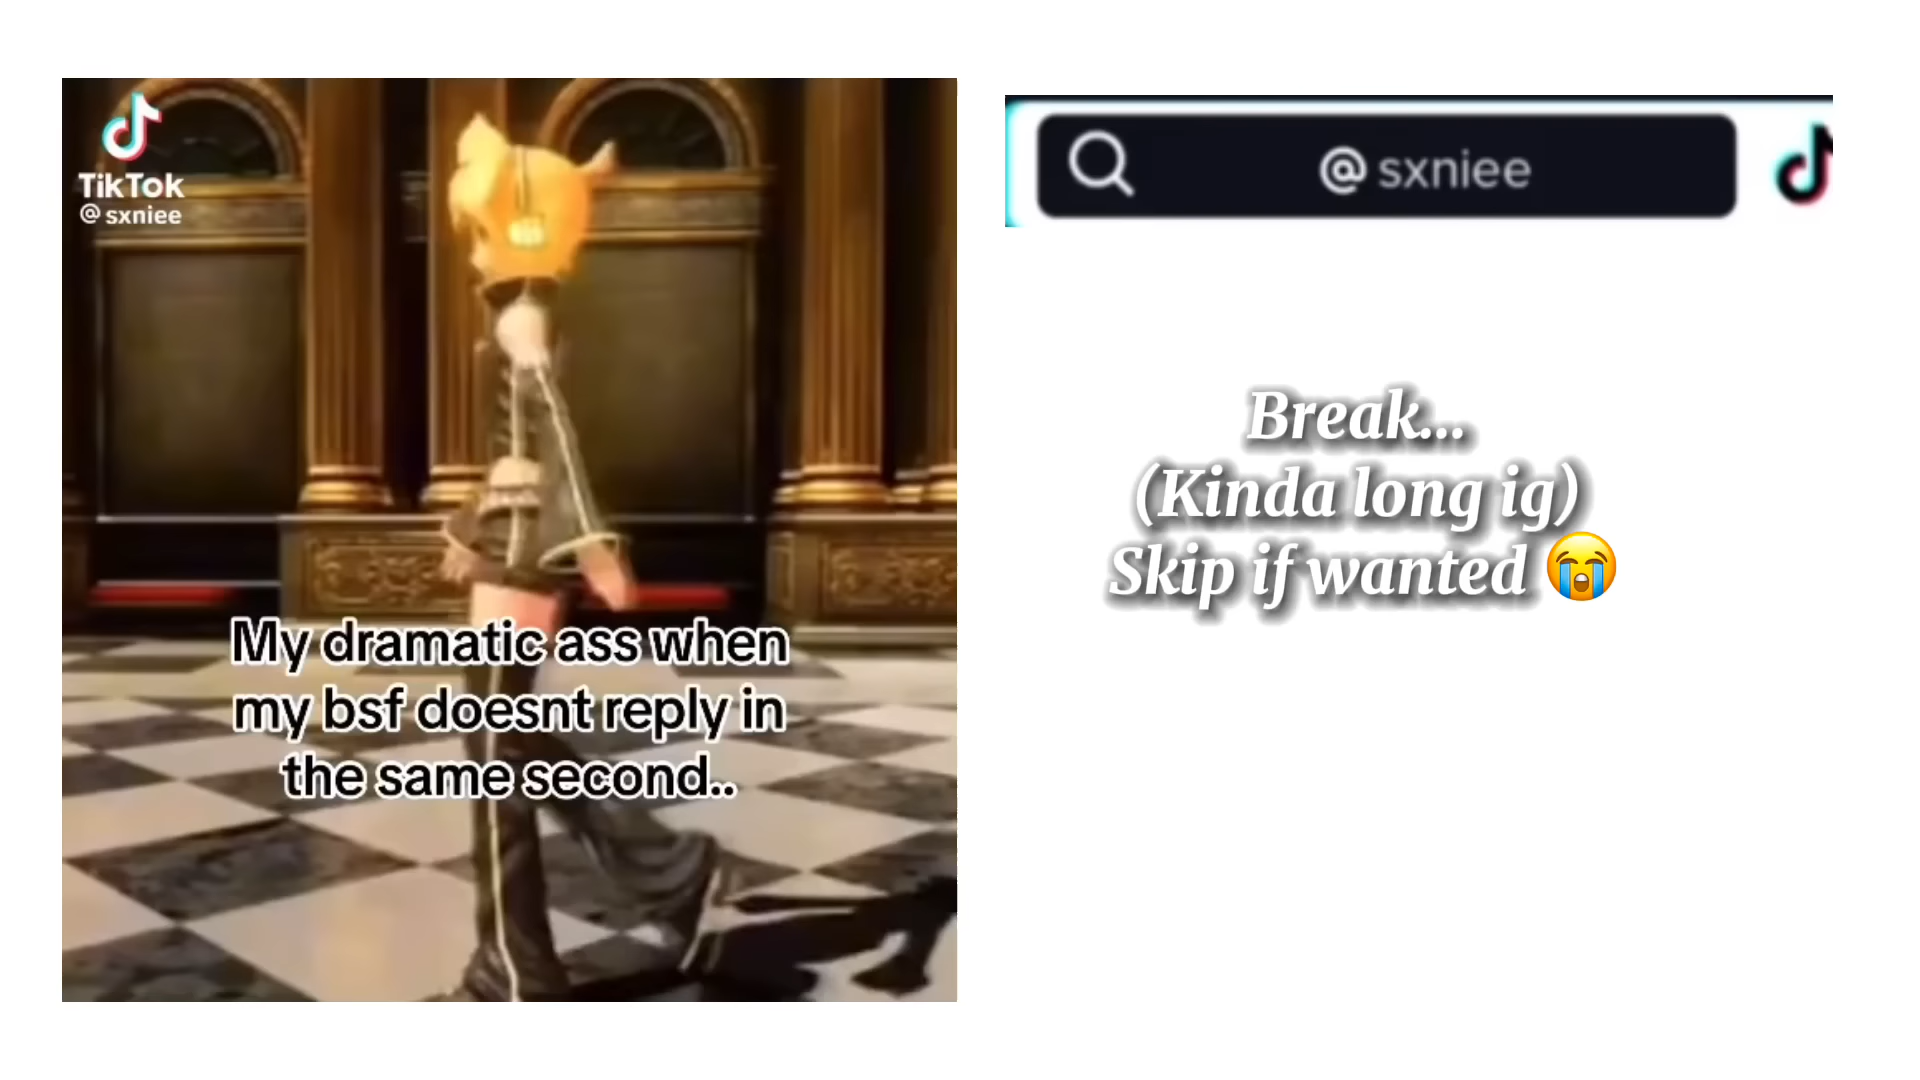 TikTok
@sxniee
My dramatic ass when
my bsf doesnt reply in
the same second..
@sxniee
Break...
(Kinda long ig)
Skip if wanted 😭